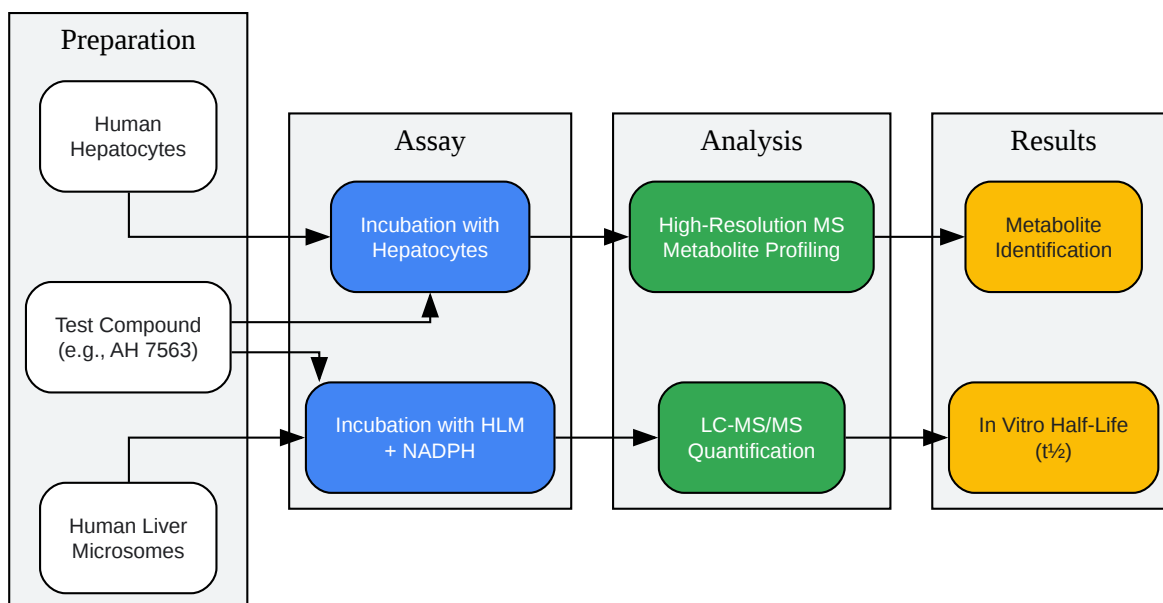 Preparation
Human
Hepatocytes
Test Compound
(e.g., AH 7563)
Human Liver
Microsomes
Assay
Incubation with
Hepatocytes
Incubation with HLM
+ NADPH
Analysis
High-Resolution MS
Metabolite Profiling
LC-MS/MS
Quantification
Results
Metabolite
Identification
In Vitro Half-Life
(t½)